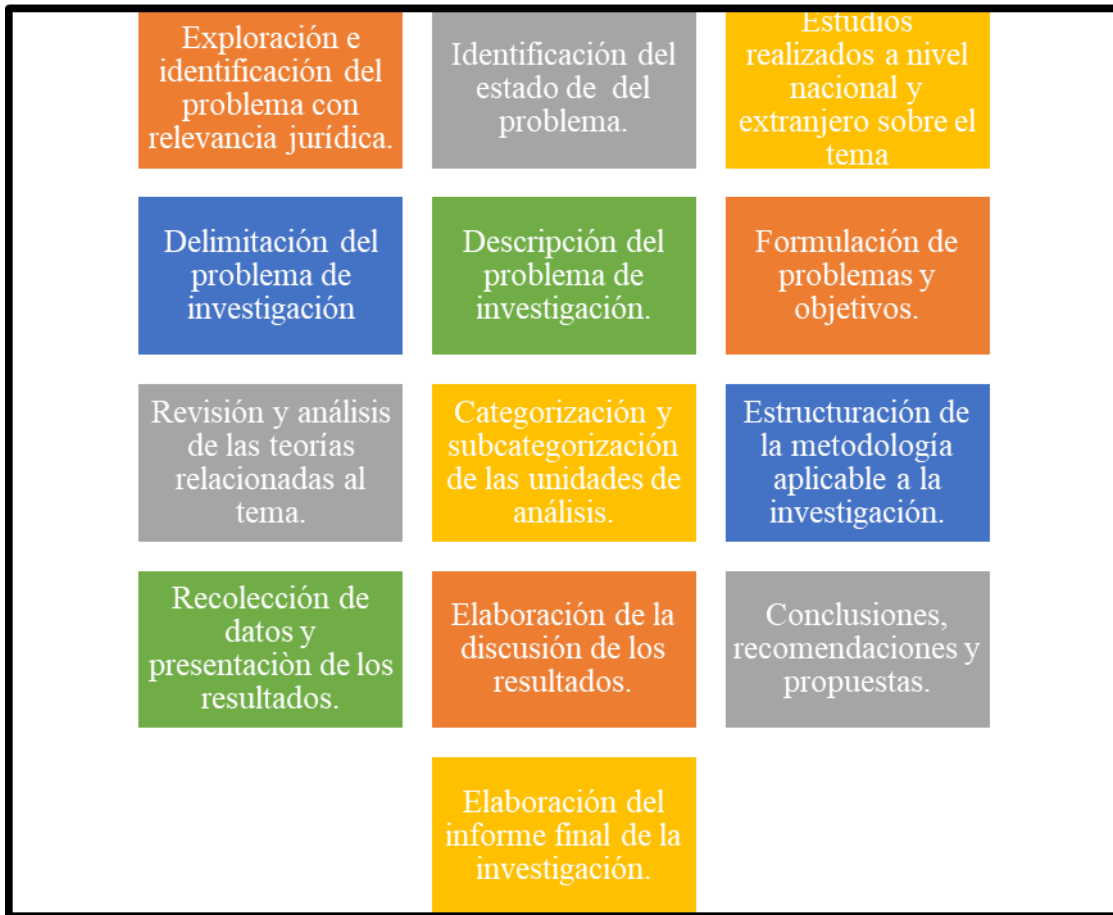 Exploración e
identificación del
problema con
relevancia jurídica.
Identificación del
estado de del
problema.
Estudios
realizados a nivel
nacional y
extranjero sobre el
tema
Delimitación del
problema de
investigación
Descripción del
problema de
investigación.
Formulación de
problemas y
objetivos.
Revisión y análisis
de las teorías
relacionadas al
tema.
Categorización y
subcategorización
de las unidades de
análisis.
Estructuración de
la metodología
aplicable a la
investigación.
Recolección de
datos y
presentaciòn de los
resultados.
Elaboración de la
discusión de los
resultados.
Conclusiones,
recomendaciones y
propuestas.
Elaboración del
informe final de la
investigación.